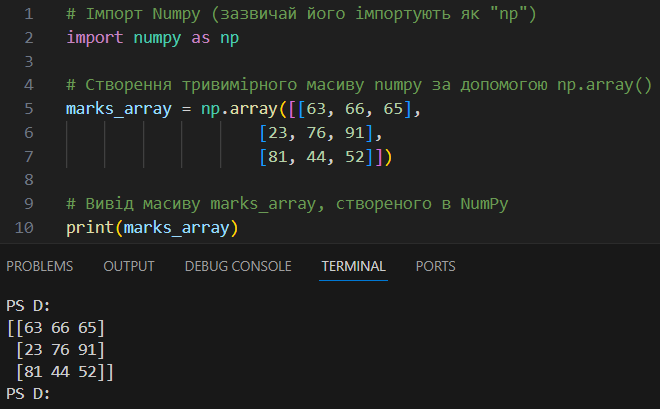 1 # Імпорт Numpy (зазвичай його імпортують як "np")
2 import numpy as np
3
4 # Створення тривимірного масиву numpy за допомогою np.array()
5 marks_array = np.array([[63, 66, 65],
6 [23, 76, 91],
7 [81, 44, 52]])
8
9 # Вивід масиву marks_array, створеного в NumPy
10 print(marks_array)
PROBLEMS OUTPUT DEBUG CONSOLE TERMINAL PORTS
PS D:
[[63 66 65]
[23 76 91]
[81 44 52]]
PS D: